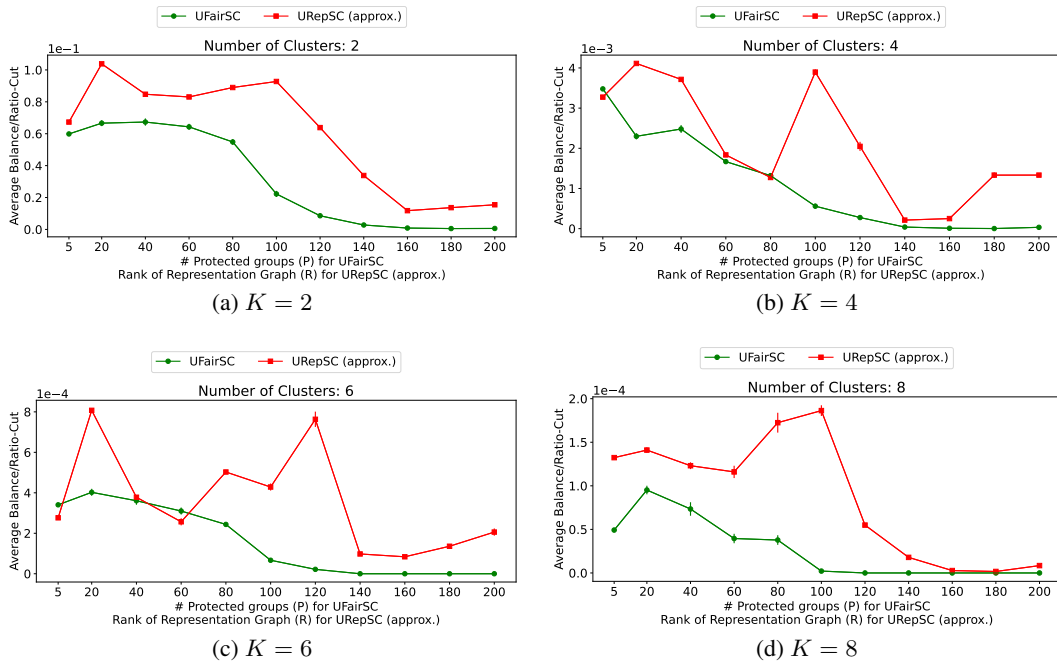 UFairSC
URepSC (approx.)
Number of Clusters: 2
1e−1
Average Balance/Ratio-Cut
1.0
0.8
0.6
0.4
0.2
0.0
5 20 40 60 80 100 120 140 160 180 200
# Protected groups (P) for UFairSC
Rank of Representation Graph (R) for URepSC (approx.)
(a) K = 2
UFairSC
URepSC (approx.)
Number of Clusters: 4
1e−3
Average Balance/Ratio-Cut
4
3
2
1
0
5 20 40 60 80 100 120 140 160 180 200
# Protected groups (P) for UFairSC
Rank of Representation Graph (R) for URepSC (approx.)
(b) K = 4
UFairSC
URepSC (approx.)
Number of Clusters: 6
1e−4
Average Balance/Ratio-Cut
8
6
4
2
0
5 20 40 60 80 100 120 140 160 180 200
# Protected groups (P) for UFairSC
Rank of Representation Graph (R) for URepSC (approx.)
(c) K = 6
UFairSC
URepSC (approx.)
Number of Clusters: 8
1e−4
Average Balance/Ratio-Cut
2.0
1.5
1.0
0.5
0.0
5 20 40 60 80 100 120 140 160 180 200
# Protected groups (P) for UFairSC
Rank of Representation Graph (R) for URepSC (approx.)
(d) K = 8